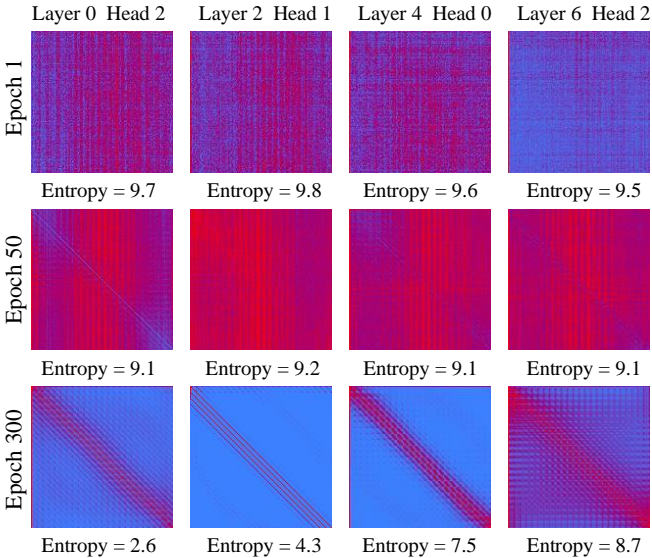 Layer 0 Head 2 Layer 2 Head 1 Layer 4 Head 0 Layer 6 Head 2
Epoch 1
Entropy = 9.7 Entropy = 9.8 Entropy = 9.6 Entropy = 9.5
Epoch 50
Entropy = 9.1 Entropy = 9.2 Entropy = 9.1 Entropy = 9.1
Epoch 300
Entropy = 2.6 Entropy = 4.3 Entropy = 7.5 Entropy = 8.7